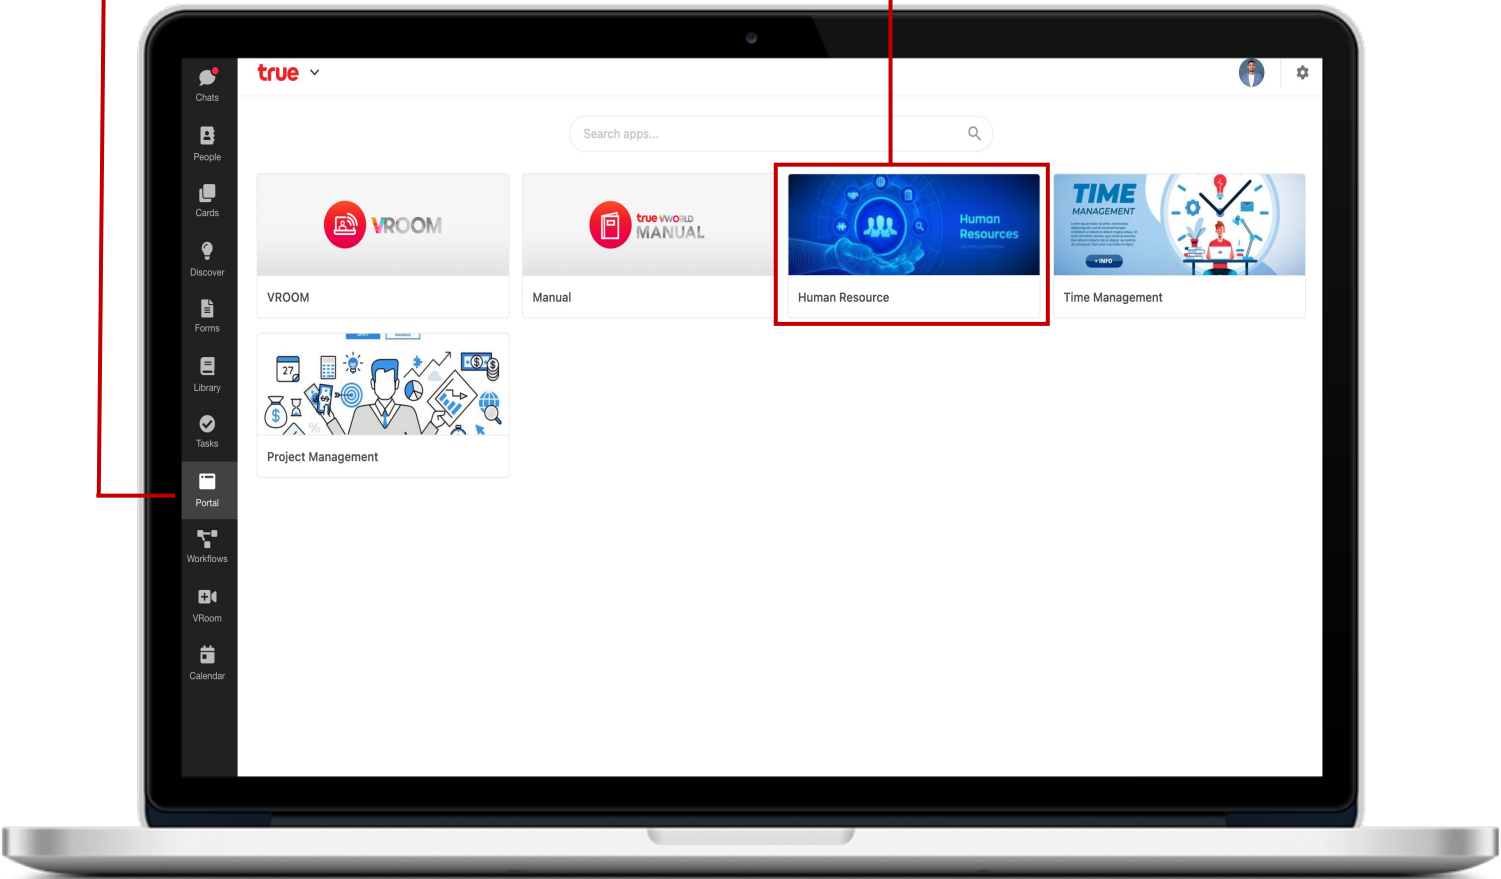 true
Chats
People
Cards
Discover
Forms
Library
Tasks
Portal
Workflows
VRoom
Calendar
Search apps...
VROOM
VROOM
true VWORLD
MANUAL
Manual
Human
Resources
Human Resource
TIME
MANAGEMENT
+ INFO
Time Management
27
$
%
Project Management